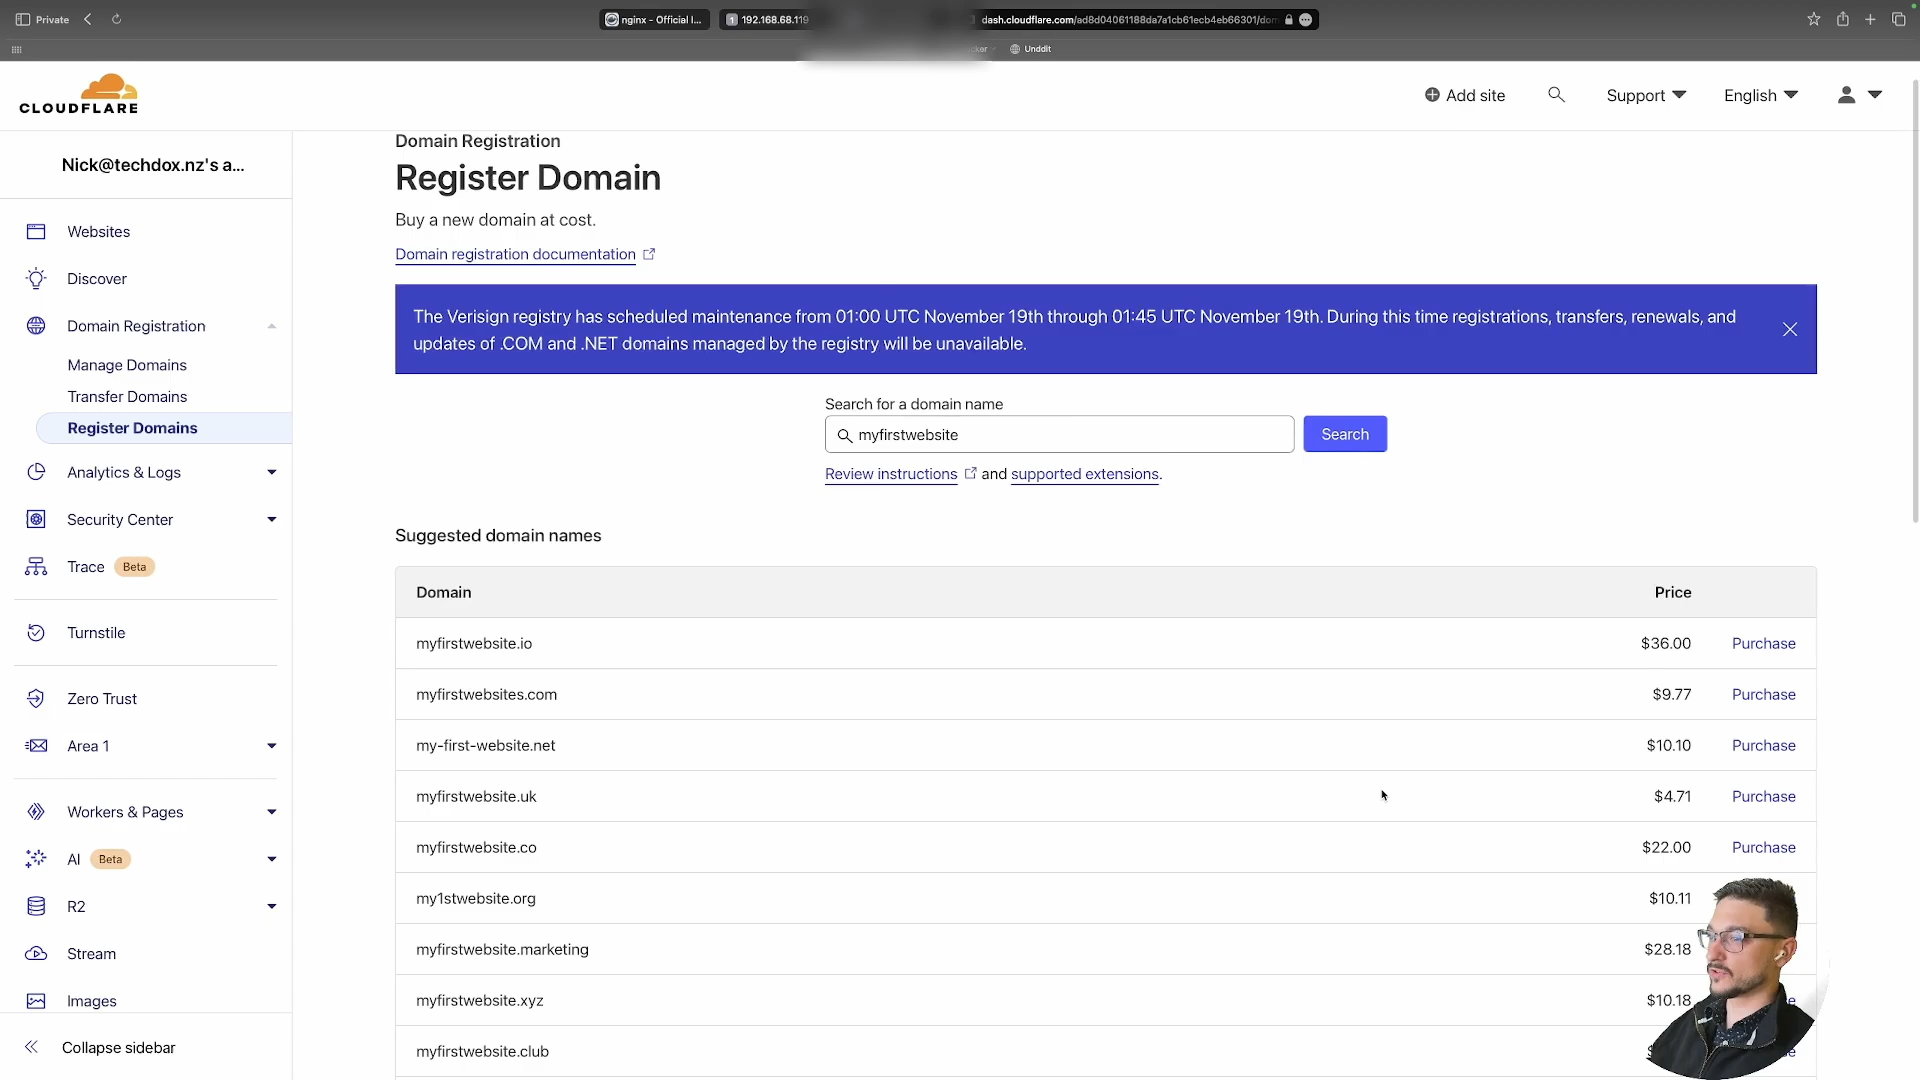 Private
nginx - Official I...
1 192.168.68.119
dash.cloudflare.com/ad8d04061188da7a1cb61ecb4eb66301/dom
Unddit
CLOUDFLARE
Add site
Support
English
Nick@techdox.nz's a...
Websites
Discover
Domain Registration
Manage Domains
Transfer Domains
Register Domains
Analytics & Logs
Security Center
Trace Beta
Turnstile
Zero Trust
Area 1
Workers & Pages
AI Beta
R2
Stream
Images
Collapse sidebar
Domain Registration
Register Domain
Buy a new domain at cost.
Domain registration documentation
The Verisign registry has scheduled maintenance from 01:00 UTC November 19th through 01:45 UTC November 19th. During this time registrations, transfers, renewals, and
updates of .COM and .NET domains managed by the registry will be unavailable.
Search for a domain name
myfirstwebsite
Search
Review instructions and supported extensions.
Suggested domain names
Domain Price
myfirstwebsite.io $36.00 Purchase
myfirstwebsites.com $9.77 Purchase
my-first-website.net $10.10 Purchase
myfirstwebsite.uk $4.71 Purchase
myfirstwebsite.co $22.00 Purchase
my1stwebsite.org $10.11
myfirstwebsite.marketing $28.18
myfirstwebsite.xyz $10.18
myfirstwebsite.club